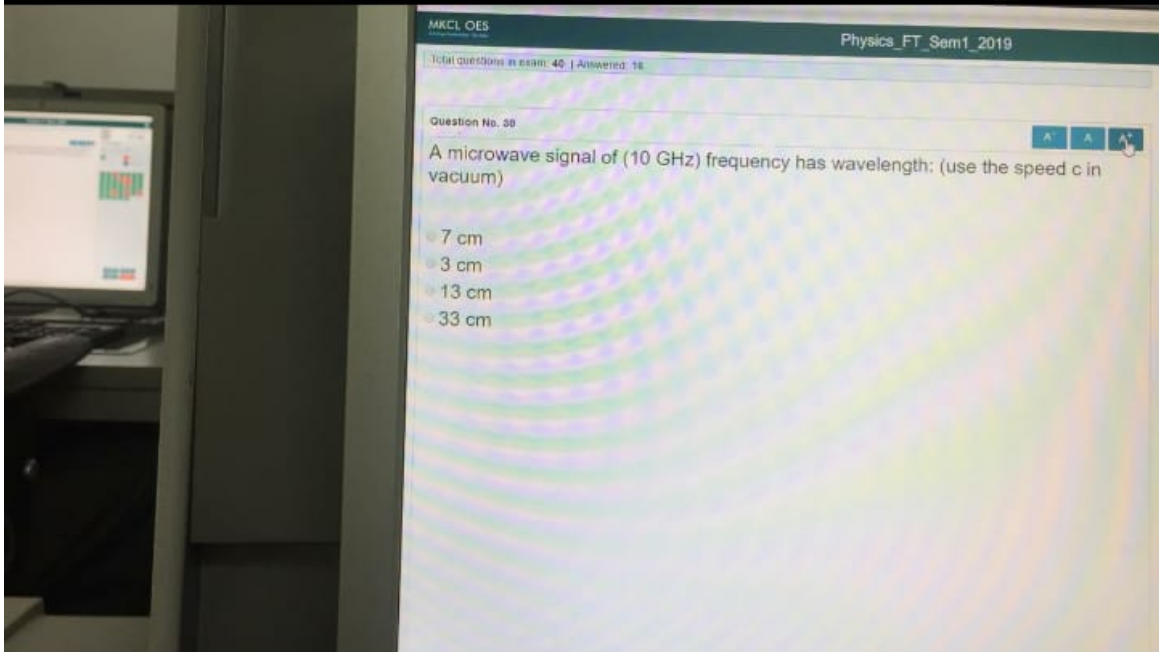 MKCL OES
Physics_FT_Sem1_2019
Total questions in exam: 40 | Answered: 16
Question No. 30
A- A A+
A microwave signal of (10 GHz) frequency has wavelength: (use the speed c in
vacuum)
7 cm
3 cm
13 cm
33 cm